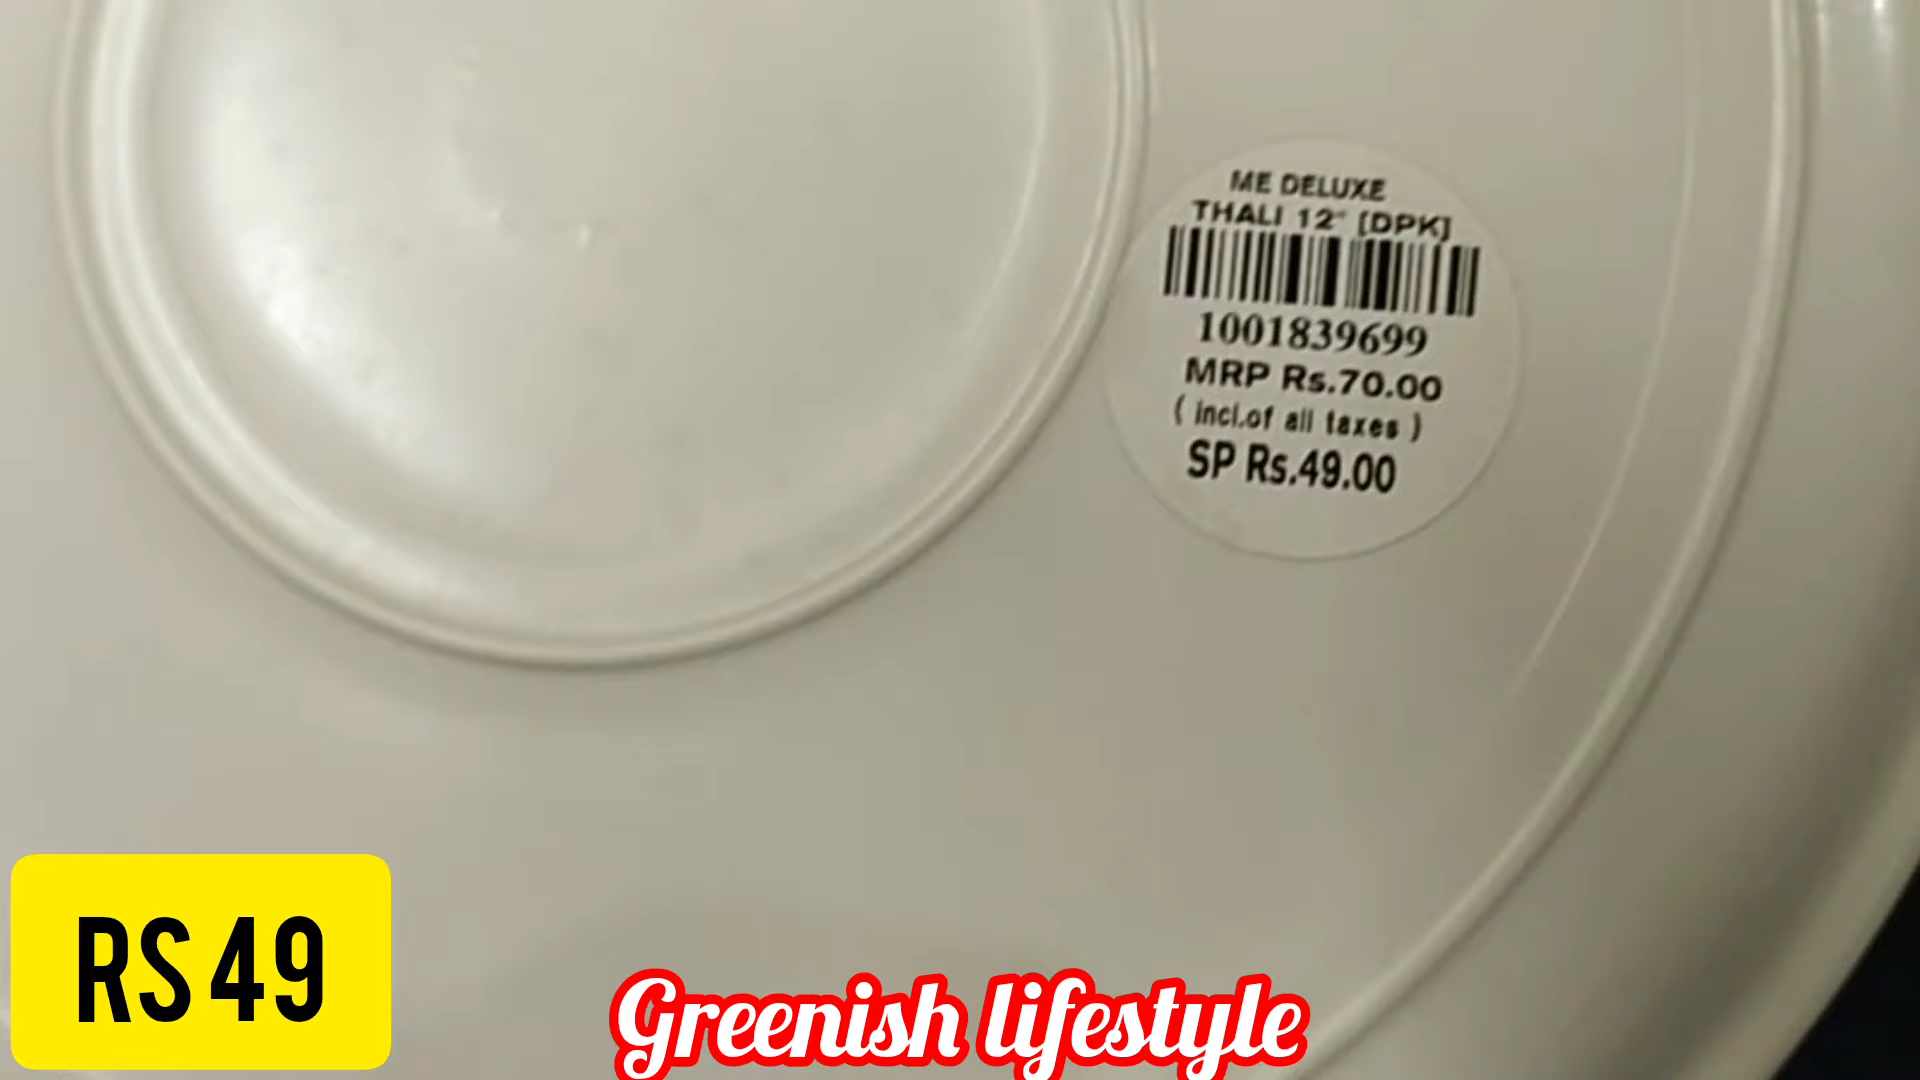 ME DELUXE
THALI 12" [DPK]
1001839699
MRP Rs.70.00
( incl.of all taxes )
SP Rs.49.00
RS 49
Greenish lifestyle